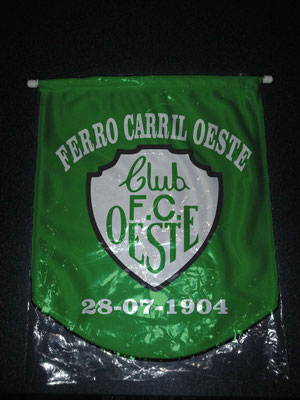 FERRO CARRIL OESTE
Club
F.C.
OESTE
28-07-1904